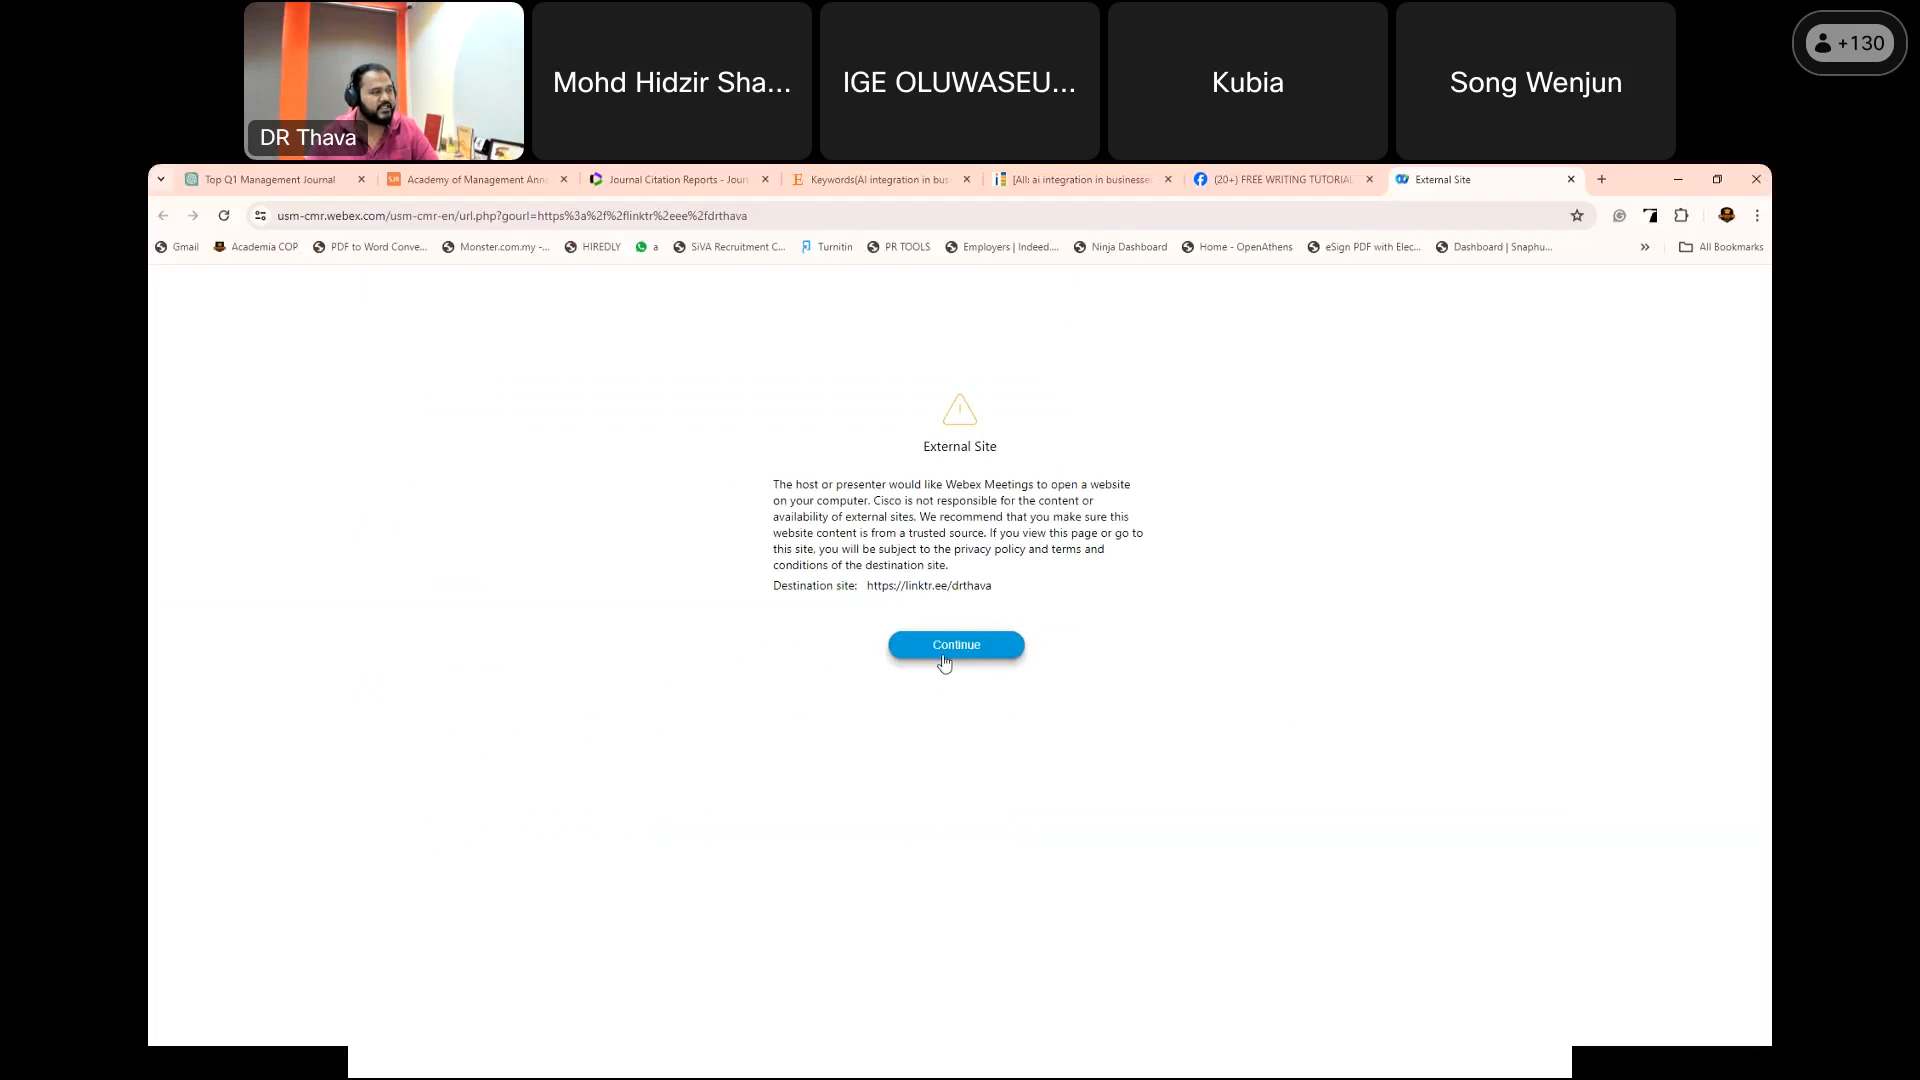 DR Thava
Mohd Hidzir Sha...
IGE OLUWASEU...
Kubia
Song Wenjun
+130
Top Q1 Management Journal
Academy of Management Ann
Journal Citation Reports - Jour
Keywords(AI integration in bus
[All: ai integration in businesse
(20+) FREE WRITING TUTORIAL
External Site
usm-cmr.webex.com/usm-cmr-en/url.php?gourl=https%3a%2f%2flinktr%2eee%2fdrthava
Gmail
Academia COP
PDF to Word Conve...
Monster.com.my -...
HIREDLY
a
SiVA Recruitment C...
Turnitin
PR TOOLS
Employers | Indeed....
Ninja Dashboard
Home - OpenAthens
eSign PDF with Elec...
Dashboard | Snaphu...
All Bookmarks
External Site
The host or presenter would like Webex Meetings to open a website
on your computer. Cisco is not responsible for the content or
availability of external sites. We recommend that you make sure this
website content is from a trusted source. If you view this page or go to
this site, you will be subject to the privacy policy and terms and
conditions of the destination site.
Destination site: https://linktr.ee/drthava
Continue